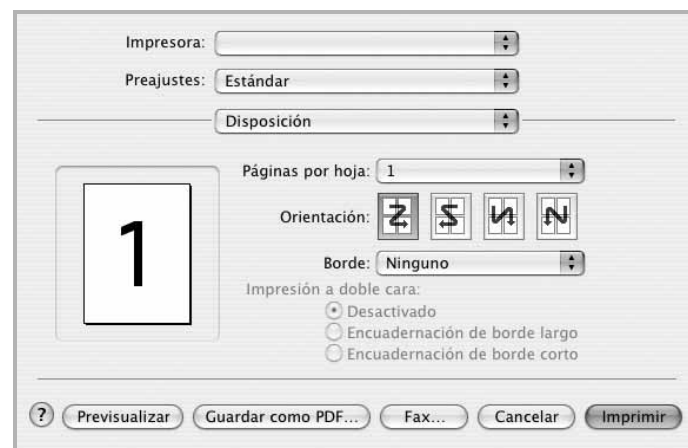 Impresora:
Preajustes: Estándar
Disposición
Páginas por hoja: 1
Orientación:
Borde: Ninguno
Impresión a doble cara:
Desactivado
Encuadernación de borde largo
Encuadernación de borde corto
1
? Previsualizar Guardar como PDF... Fax... Cancelar Imprimir